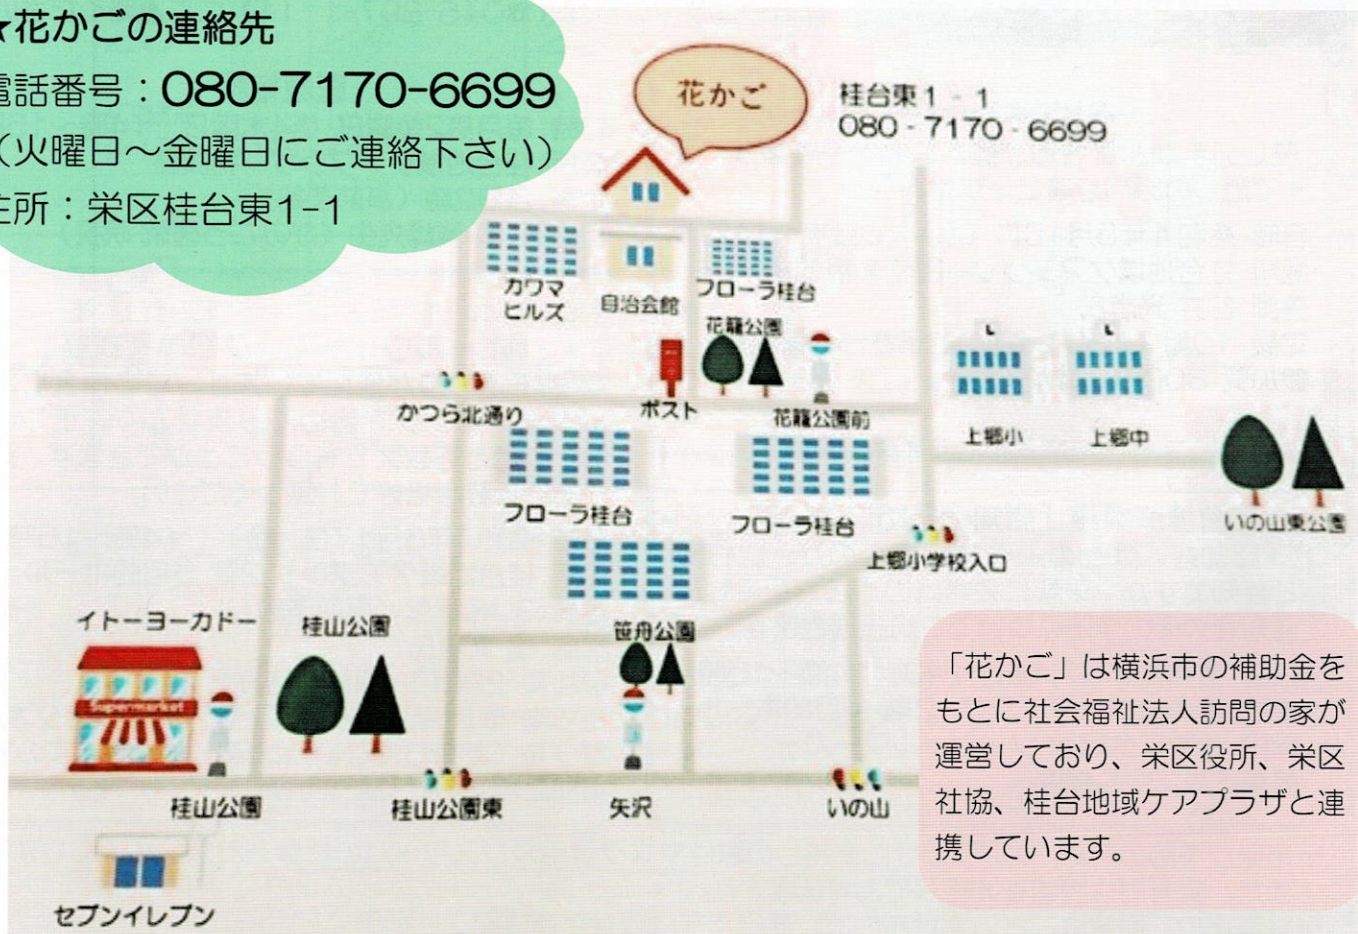 ★花かごの連絡先
電話番号：080-7170-6699
（火曜日～金曜日にご連絡下さい）
住所：栄区桂台東1-1
花かご
桂台東1 - 1
080 - 7170 - 6699
カワマ
ヒルズ
自治会館
フローラ桂台
花籠公園
かつら北通り
ポスト
花籠公園前
上郷小
上郷中
フローラ桂台
フローラ桂台
いの山東公園
上郷小学校入口
イトーヨーカドー
桂山公園
笹舟公園
Supermarket
桂山公園
桂山公園東
矢沢
いの山
セブンイレブン
「花かご」は横浜市の補助金を
もとに社会福祉法人訪問の家が
運営しており、栄区役所、栄区
社協、桂台地域ケアプラザと連
携しています。